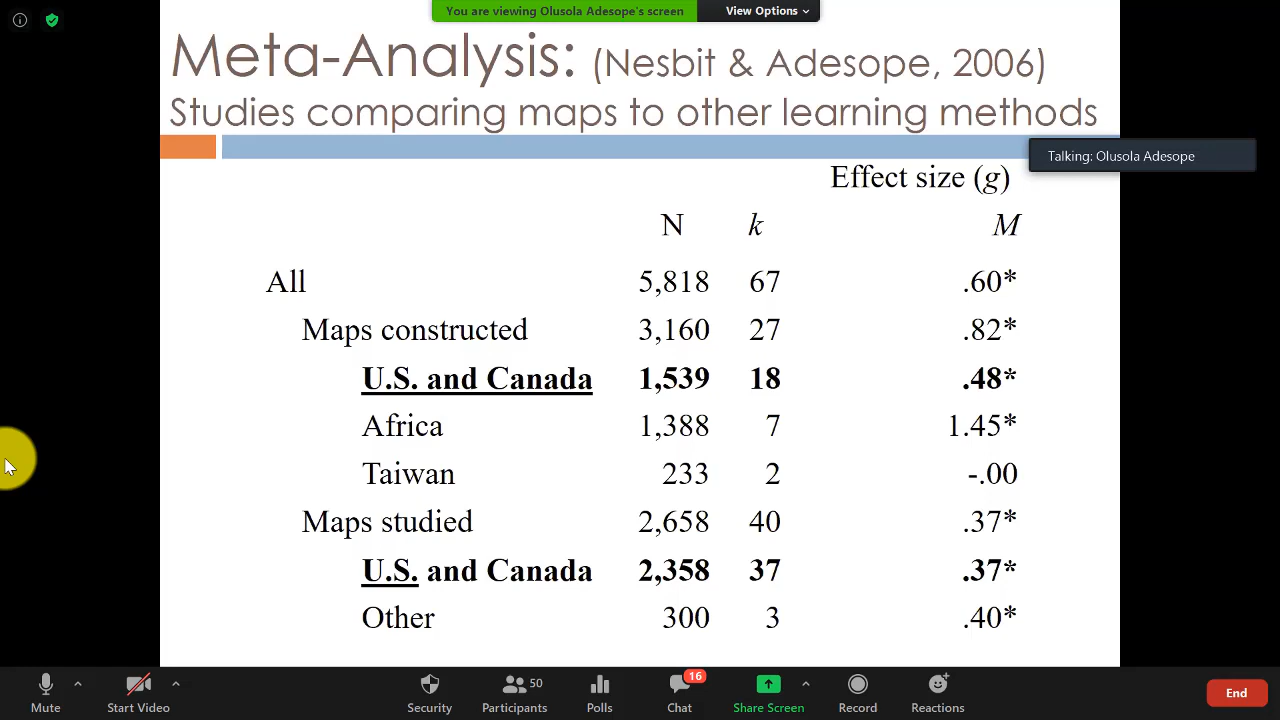 You are viewing Olusola Adesope's screen
View Options
Meta-Analysis: (Nesbit & Adesope, 2006)
Studies comparing maps to other learning methods
Talking: Olusola Adesope
Effect size (g)
N k M
All 5,818 67 .60*
Maps constructed 3,160 27 .82*
U.S. and Canada 1,539 18 .48*
Africa 1,388 7 1.45*
Taiwan 233 2 -.00
Maps studied 2,658 40 .37*
U.S. and Canada 2,358 37 .37*
Other 300 3 .40*
50
16
Mute Start Video Security Participants Polls Chat Share Screen Record Reactions End